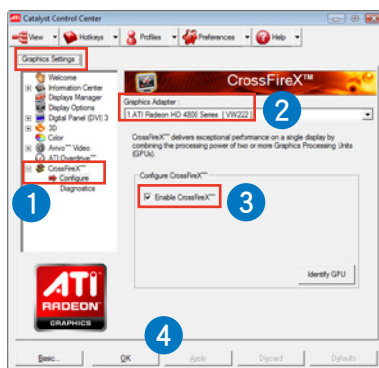 Catalyst Control Center
View
Hotkeys
Profiles
Preferences
Help
Graphics Settings
Welcome
Information Center
Displays Manager
Display Options
Digital Panel (DVI) 3
3D
Color
Avivo™ Video
ATI Overdrive™
CrossFireX™
Configure
Diagnostics
1
CrossFireX™
Graphics Adapter :
1.ATI Radeon HD 4800 Series [ VW222 ]
2
CrossFireX™ delivers exceptional performance on a single display by
combining the processing power of two or more Graphics Processing Units
(GPUs).
Configure CrossFireX™
Enable CrossFireX™
3
Identify GPU
ATI
RADEON
GRAPHICS
4
Basic...
OK
Apply
Discard
Defaults